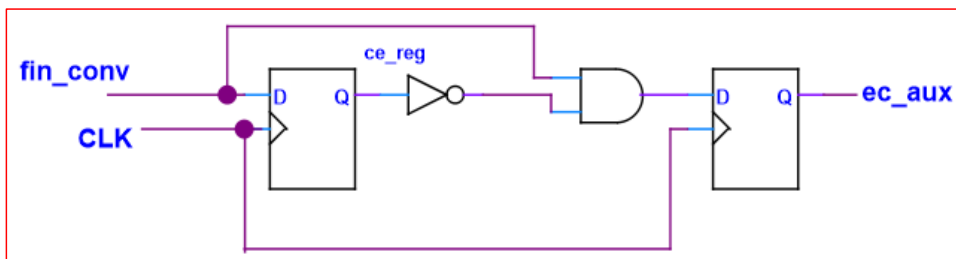 ce_reg
fin_conv
D Q D Q ec_aux
CLK